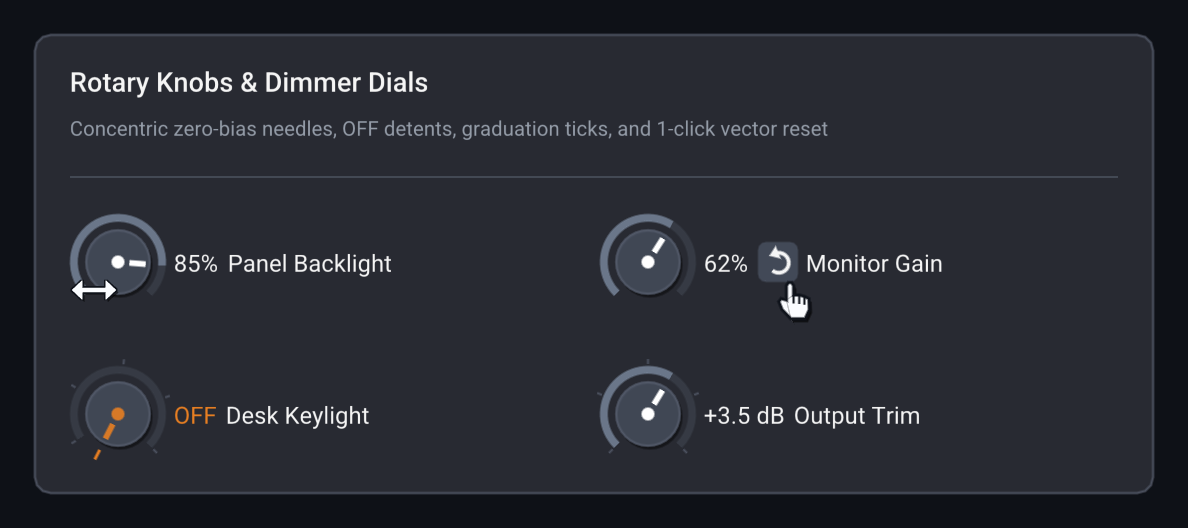 Rotary Knobs & Dimmer Dials
Concentric zero-bias needles, OFF detents, graduation ticks, and 1-click vector reset
85% Panel Backlight
62% Monitor Gain
OFF Desk Keylight
+3.5 dB Output Trim